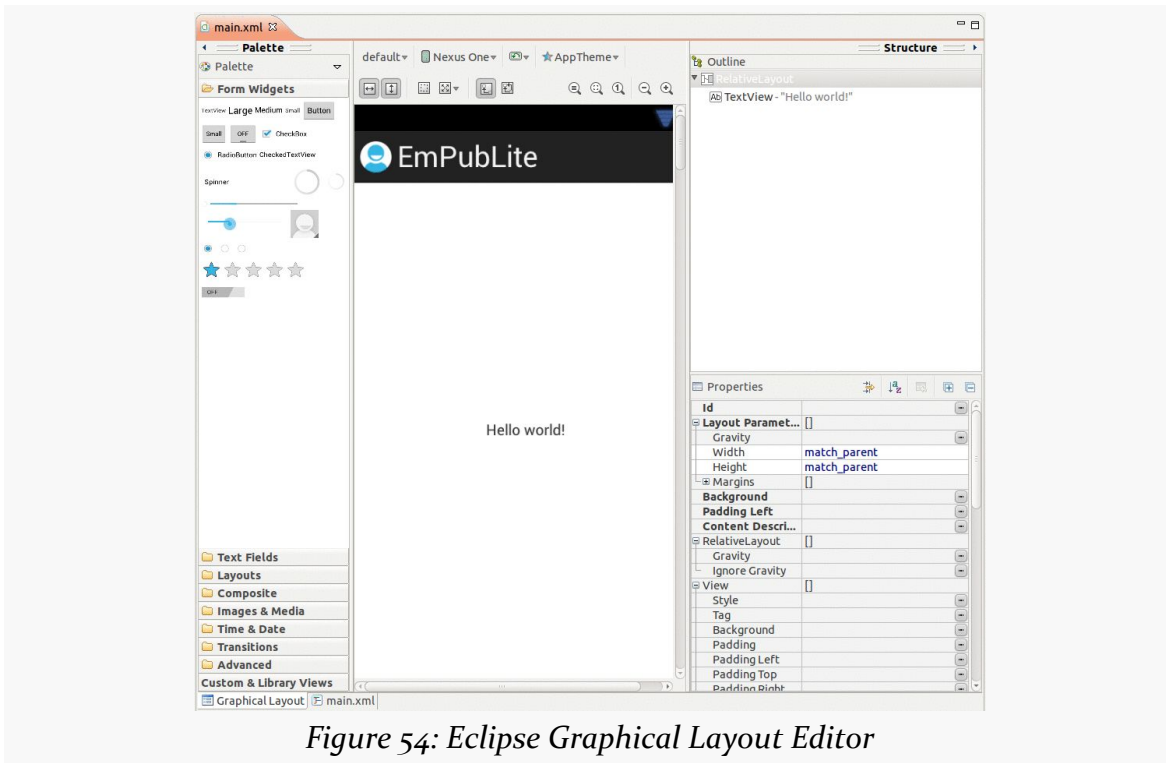 main.xml
Palette
Palette
Form Widgets
TextView Large Medium Small Button
Small OFF CheckBox
RadioButton CheckedTextView
Spinner
OFF
Text Fields
Layouts
Composite
Images & Media
Time & Date
Transitions
Advanced
Custom & Library Views
Graphical Layout main.xml
default Nexus One AppTheme
EmPubLite
Hello world!
Structure
Outline
RelativeLayout
Ab TextView - "Hello world!"
Properties
Id
Layout Paramet... []
Gravity
Width match_parent
Height match_parent
Margins []
Background
Padding Left
Content Descri...
RelativeLayout []
Gravity
Ignore Gravity
View []
Style
Tag
Background
Padding
Padding Left
Padding Top
Padding Right
Figure 54: Eclipse Graphical Layout Editor